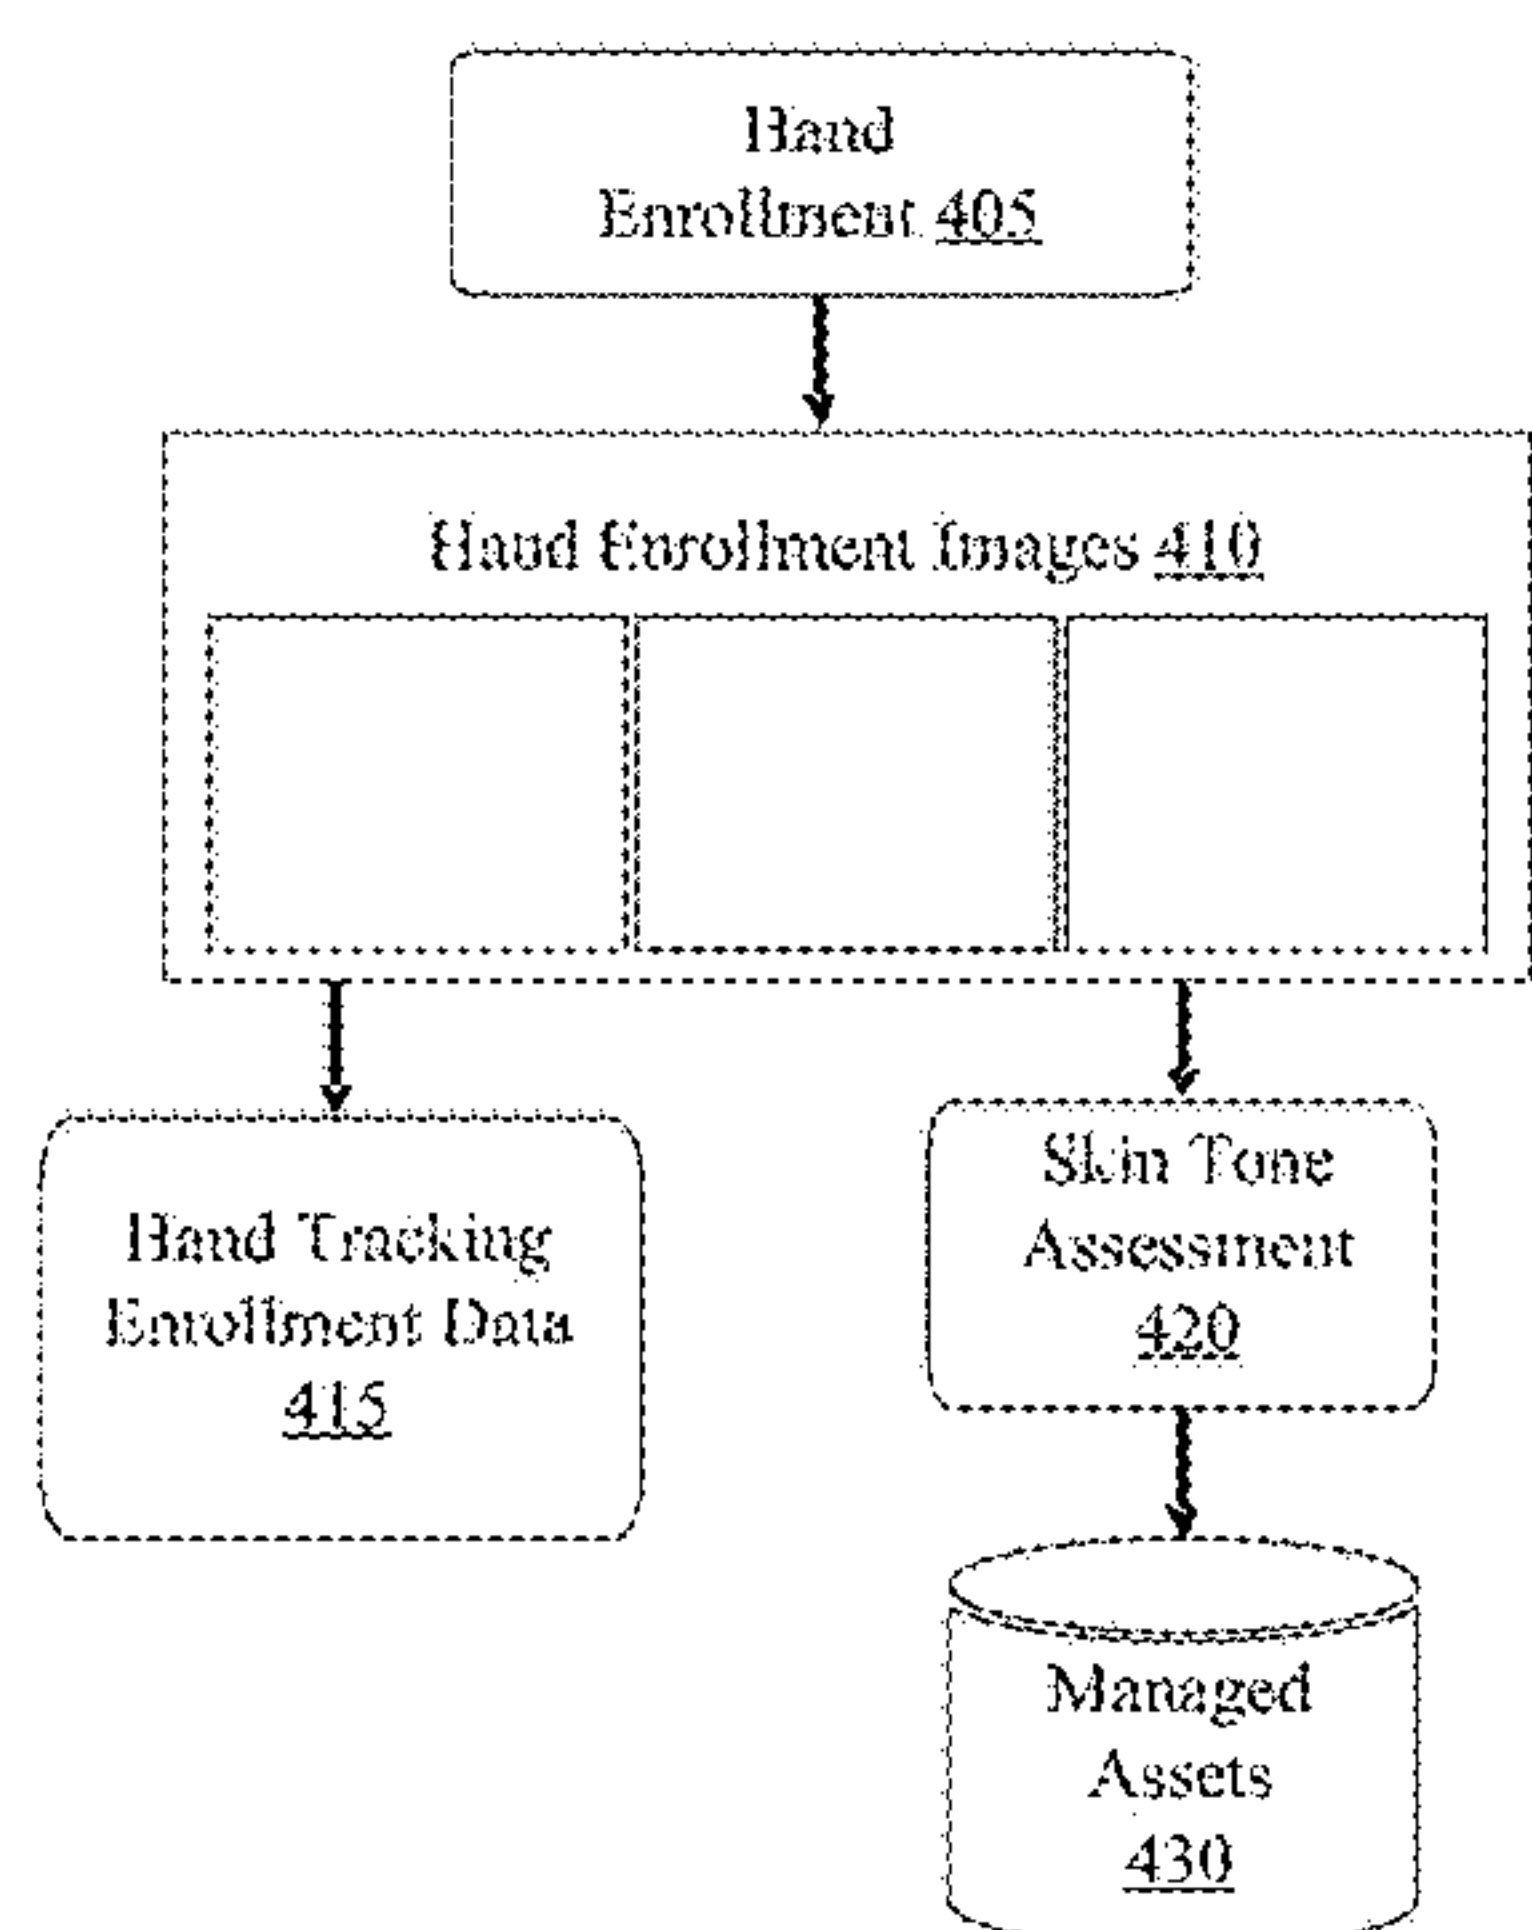 Hand
Enrollment 405
Hand Enrollment Images 410
Hand Tracking
Enrollment Data
415
Skin Tone
Assessment
420
Managed
Assets
430